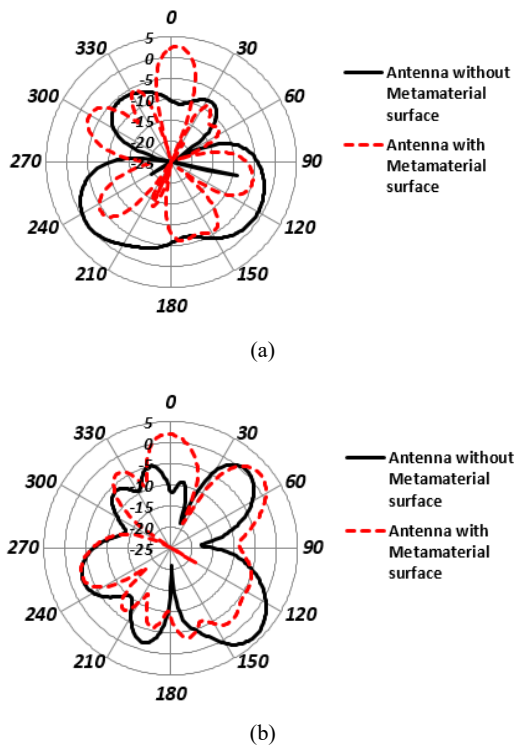 0
330
30
5
0
-5
-10
-15
-20
-25
300
60
270
90
240
120
210
150
180
Antenna without
Metamaterial
surface
Antenna with
Metamaterial
surface
(a)
0
330
30
5
0
-5
-10
-15
-20
-25
300
60
270
90
240
120
210
150
180
Antenna without
Metamaterial
surface
Antenna with
Metamaterial
surface
(b)